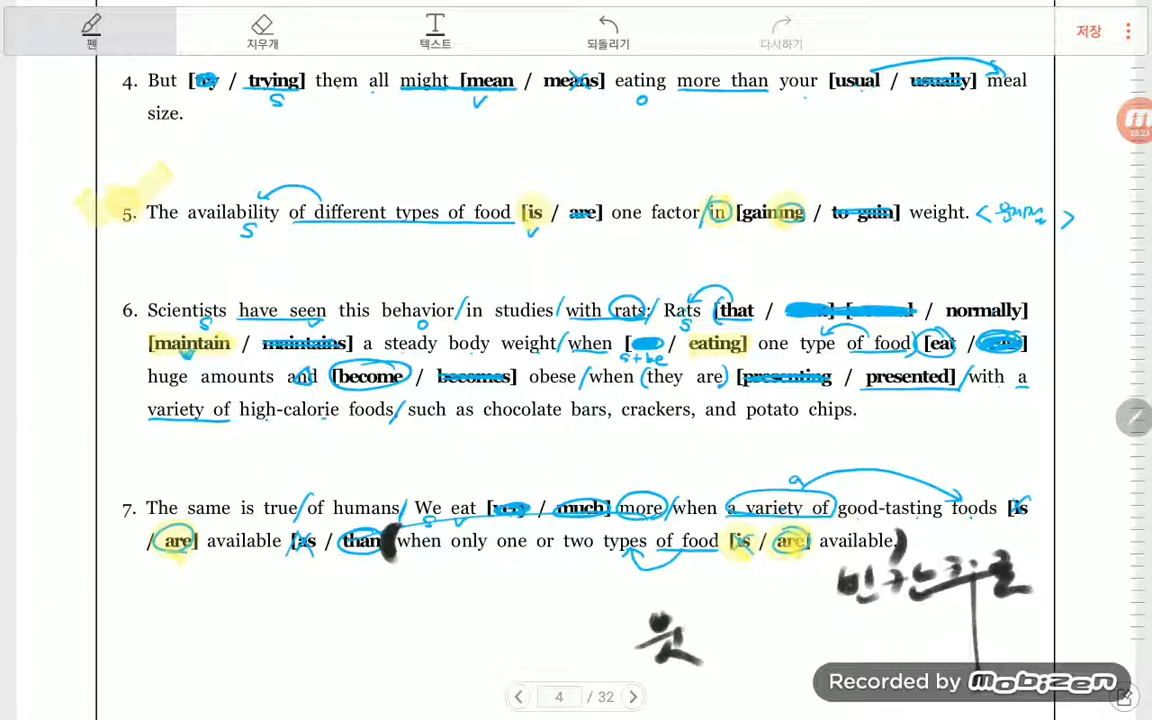 펜 지우개 텍스트 되돌리기 다시하기 저장
4. But [try / trying] them all might [mean / means] eating more than your [usual / usually] meal
S V O
size.
15:23
5. The availability of different types of food [is / are] one factor in [gaining / to gain] weight.
S V
6. Scientists have seen this behavior in studies with rats. Rats [that / / normally]
S V O S
[maintain / maintains] a steady body weight when [ / eating] one type of food [eat / ]
s+be
huge amounts and [become / becomes] obese when they are [presenting / presented] with a
variety of high-calorie foods, such as chocolate bars, crackers, and potato chips.
7. The same is true of humans. We eat [very / much] more when a variety of good-tasting foods [is
S V a
/ are] available [as / than] when only one or two types of food [is / are] available.
4 / 32
Recorded by mobizen